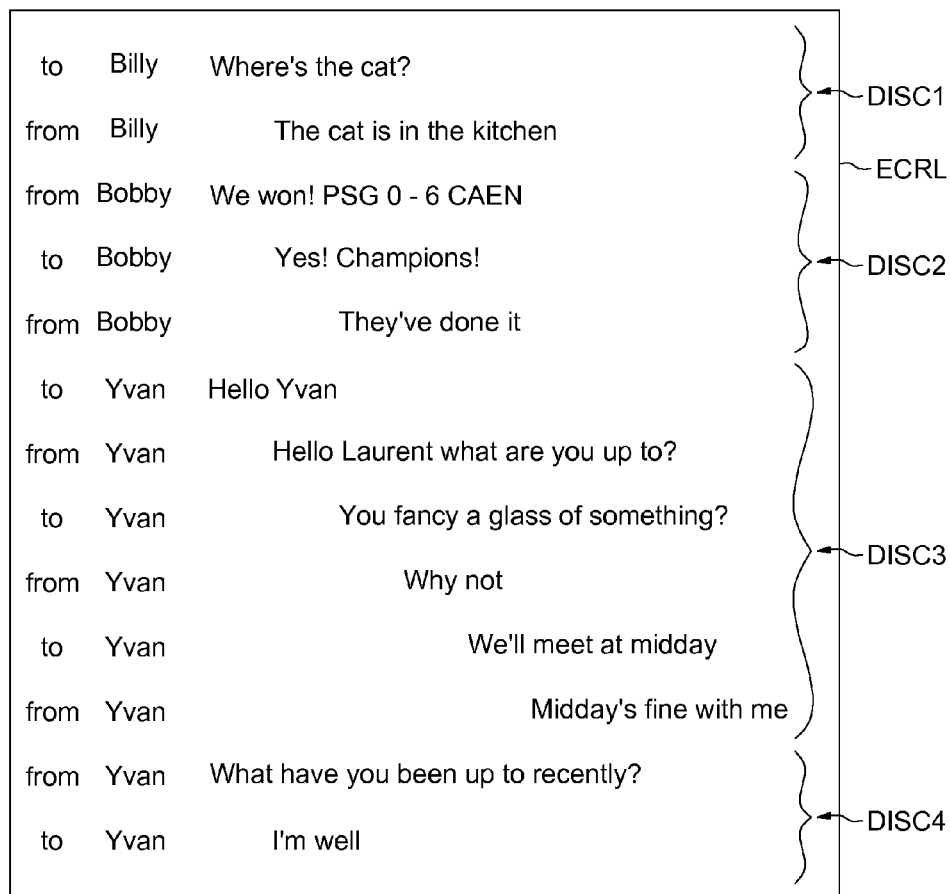 to Billy Where's the cat?
DISC1
from Billy The cat is in the kitchen
ECRL
from Bobby We won! PSG 0 - 6 CAEN
to Bobby Yes! Champions!
DISC2
from Bobby They've done it
to Yvan Hello Yvan
from Yvan Hello Laurent what are you up to?
to Yvan You fancy a glass of something?
DISC3
from Yvan Why not
to Yvan We'll meet at midday
from Yvan Midday's fine with me
from Yvan What have you been up to recently?
DISC4
to Yvan I'm well